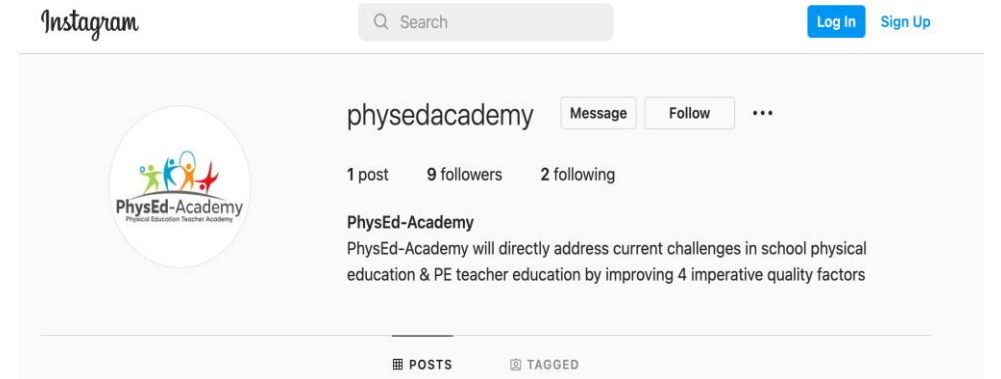 Instagram
Search
Log In
Sign Up
physedacademy
Message
Follow
1 post
9 followers
2 following
PhysEd-Academy
Physical Education Teacher Academy
PhysEd-Academy
PhysEd-Academy will directly address current challenges in school physical
education & PE teacher education by improving 4 imperative quality factors
POSTS
TAGGED